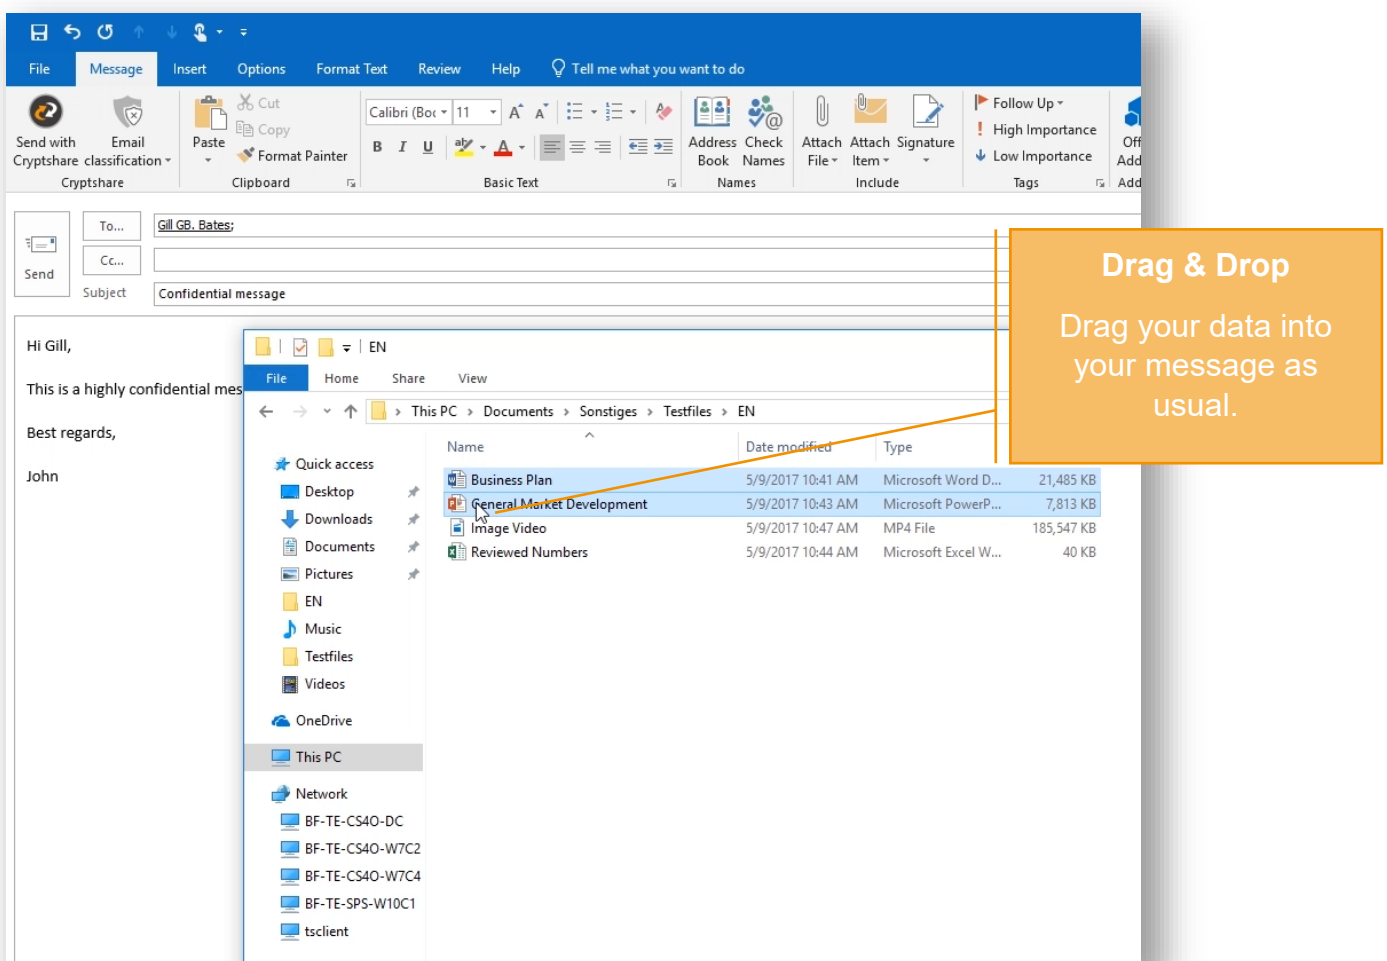 File Message Insert Options Format Text Review Help Tell me what you want to do
Send with Cryptshare
Email classification
Cryptshare
Paste
Cut
Copy
Format Painter
Clipboard
Calibri (Boc 11
B I U
Basic Text
Address Book
Check Names
Names
Attach File
Attach Item
Signature
Include
Follow Up
High Importance
Low Importance
Tags
Off
Add
Add
Send
To...
Gill GB. Bates;
Cc...
Subject
Confidential message
Hi Gill,
This is a highly confidential mes
Best regards,
John
EN
File Home Share View
This PC > Documents > Sonstiges > Testfiles > EN
Name Date modified Type
Business Plan 5/9/2017 10:41 AM Microsoft Word D... 21,485 KB
General Market Development 5/9/2017 10:43 AM Microsoft PowerP... 7,813 KB
Image Video 5/9/2017 10:47 AM MP4 File 185,547 KB
Reviewed Numbers 5/9/2017 10:44 AM Microsoft Excel W... 40 KB
Quick access
Desktop
Downloads
Documents
Pictures
EN
Music
Testfiles
Videos
OneDrive
This PC
Network
BF-TE-CS4O-DC
BF-TE-CS4O-W7C2
BF-TE-CS4O-W7C4
BF-TE-SPS-W10C1
tsclient
Drag & Drop
Drag your data into
your message as
usual.